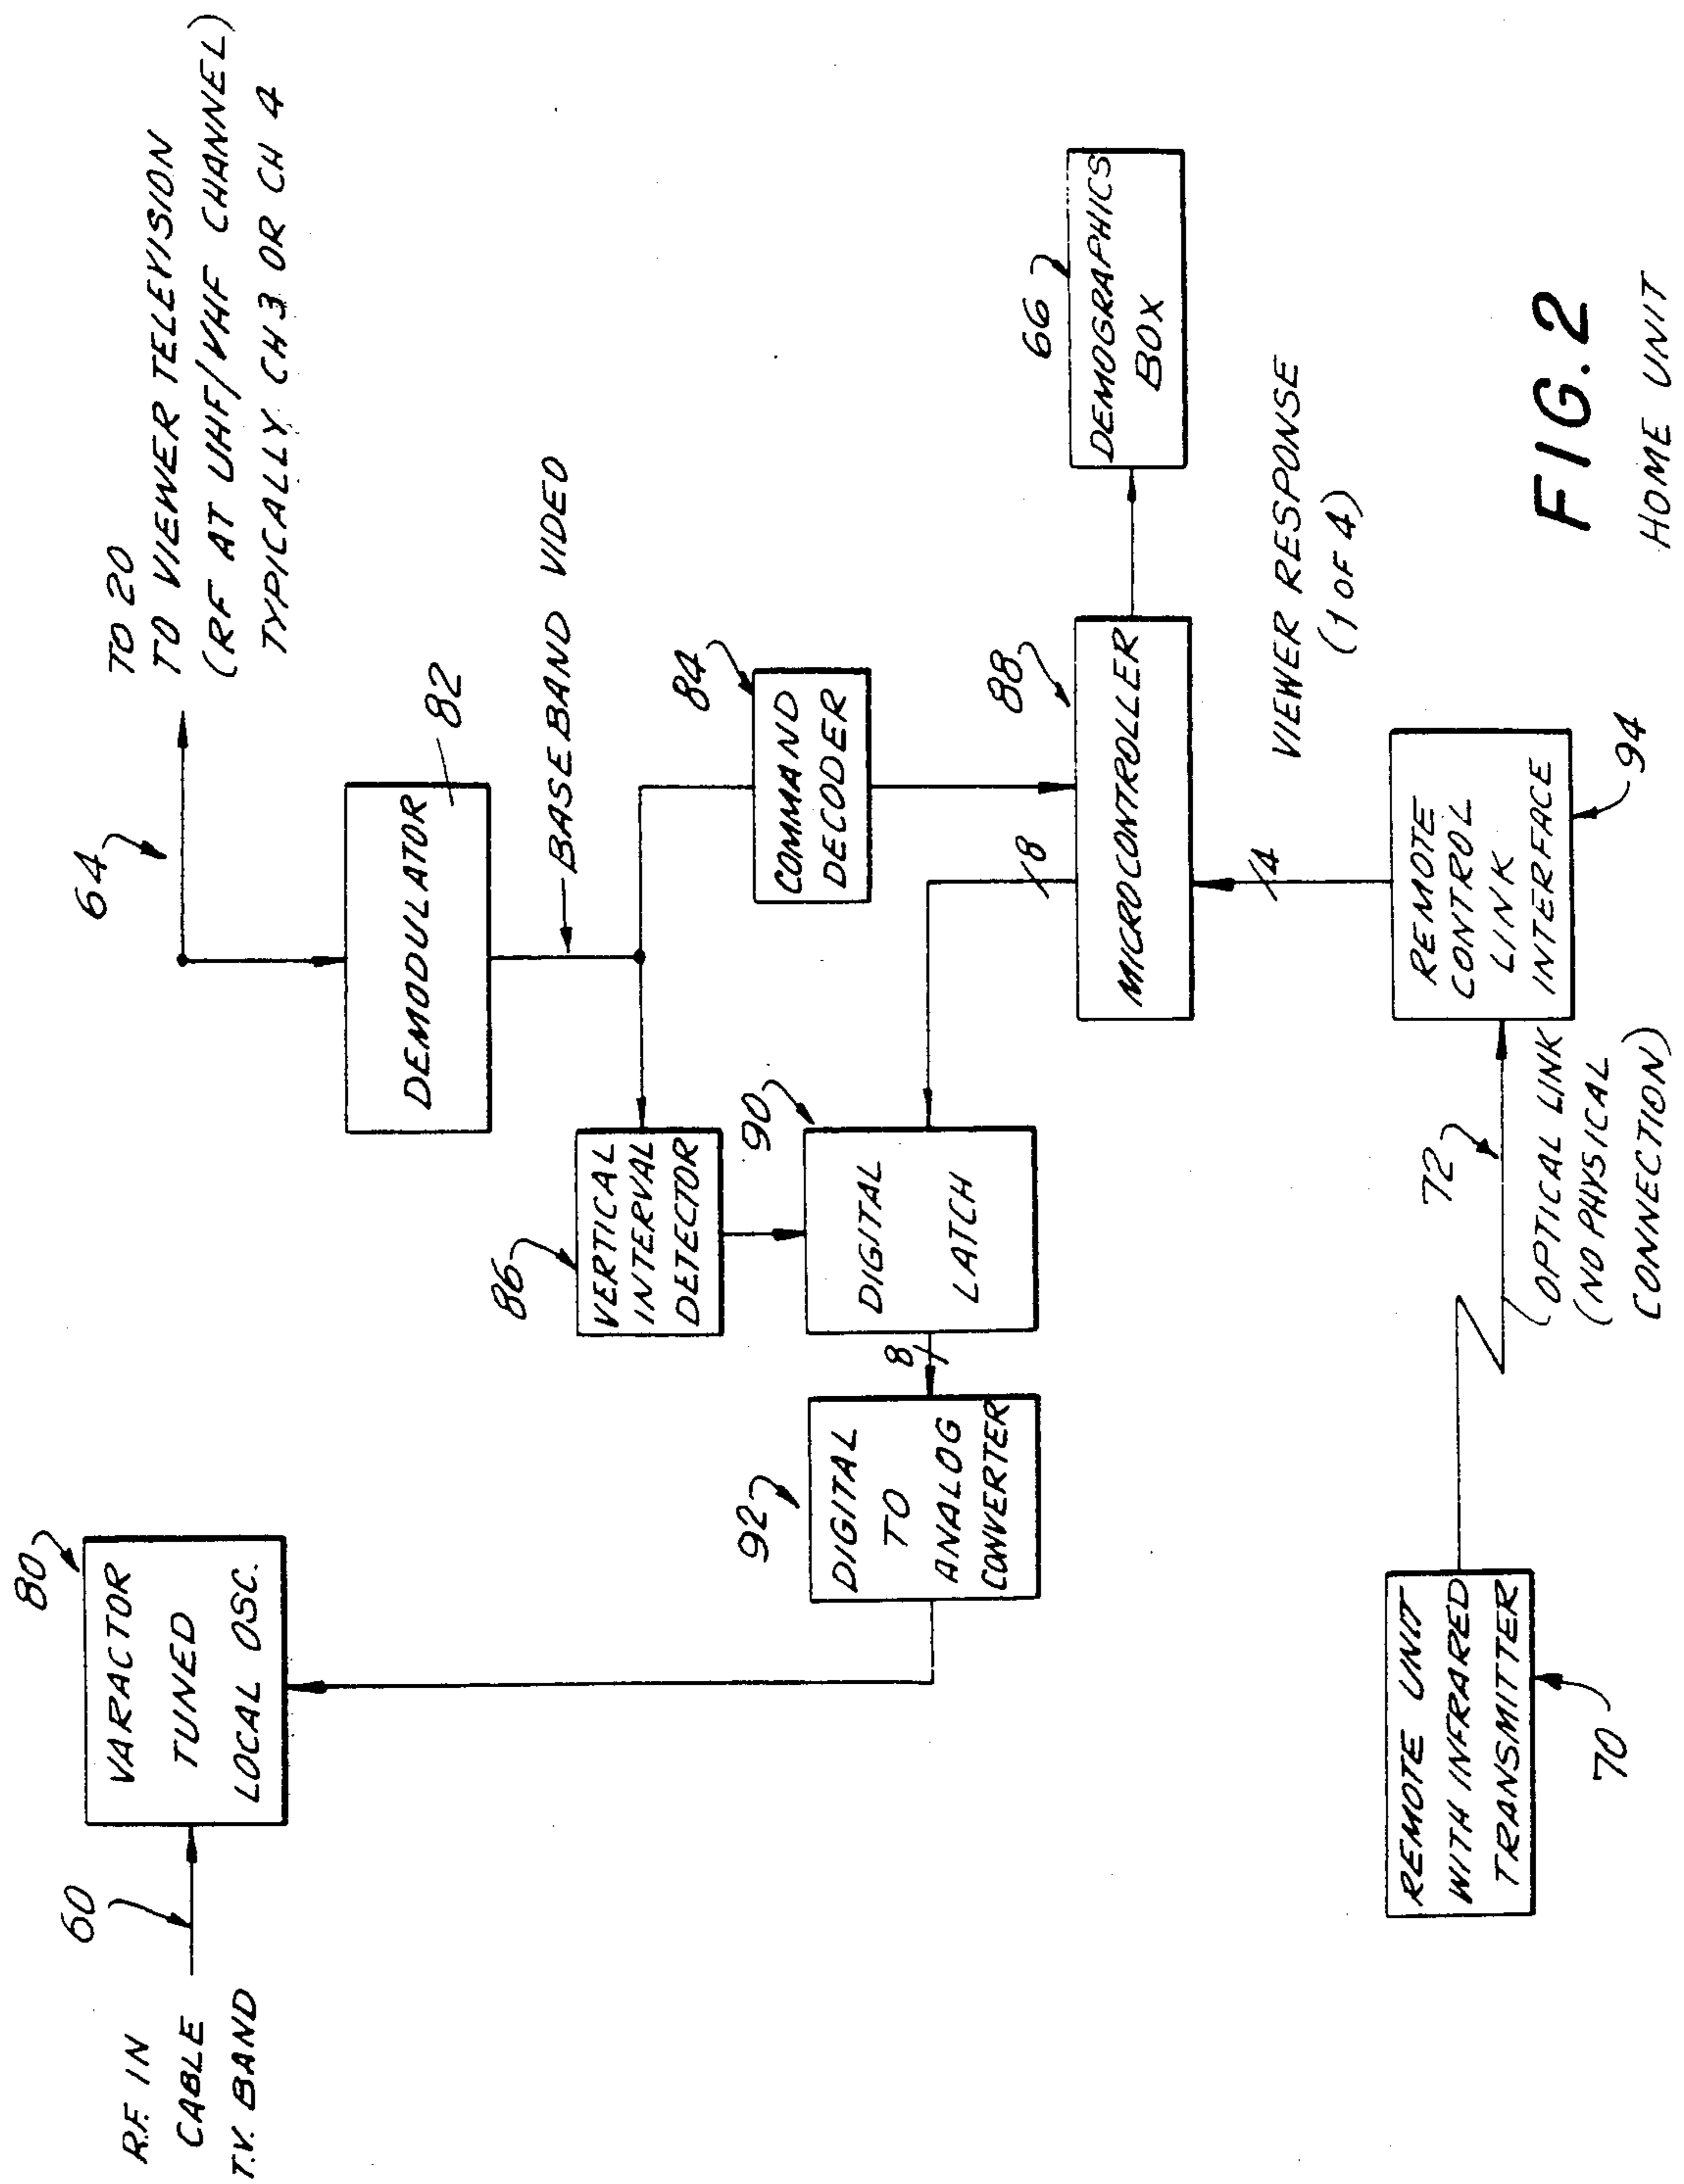 R.F. IN
CABLE
T.V. BAND
60
80
VARACTOR
TUNED
LOCAL OSC.
64
TO 20
TO VIEWER TELEVISION
(RF AT UHF/VHF CHANNEL)
TYPICALLY CH 3 OR CH 4
DEMODULATOR
82
BASEBAND VIDEO
86
VERTICAL
INTERVAL
DETECTOR
84
COMMAND
DECODER
92
DIGITAL
TO
ANALOG
CONVERTER
8
90
DIGITAL
LATCH
8
88
MICROCONTROLLER
66
DEMOGRAPHICS
BOX
4
VIEWER RESPONSE
(1 OF 4)
REMOTE UNIT
WITH INFRARED
TRANSMITTER
70
72
OPTICAL LINK
(NO PHYSICAL
CONNECTION)
REMOTE
CONTROL
LINK
INTERFACE
94
FIG. 2
HOME UNIT